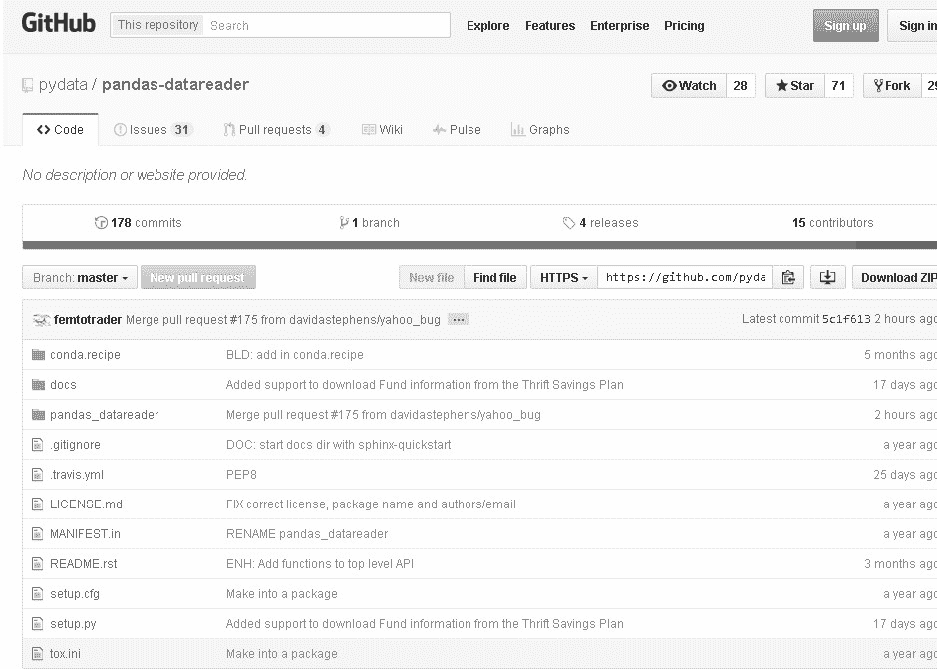 GitHub This repository Search Explore Features Enterprise Pricing Sign up Sign in
pydata / pandas-datareader Watch 28 Star 71 Fork
Code Issues 31 Pull requests 4 Wiki Pulse Graphs
No description or website provided.
178 commits 1 branch 4 releases 15 contributors
Branch: master New pull request New file Find file HTTPS https://github.com/pyda Download ZIP
femtotrader Merge pull request #175 from davidastephens/yahoo_bug ... Latest commit 5c1f613 2 hours ago
conda.recipe BLD: add in conda.recipe 5 months ago
docs Added support to download Fund information from the Thrift Savings Plan 17 days ago
pandas_datareader Merge pull request #175 from davidastephens/yahoo_bug 2 hours ago
.gitignore DOC: start docs dir with sphinx-quickstart a year ago
.travis.yml PEP8 25 days ago
LICENSE.md FIX correct license, package name and authors/email a year ago
MANIFEST.in RENAME pandas_datareader a year ago
README.rst ENH: Add functions to top level API 3 months ago
setup.cfg Make into a package a year ago
setup.py Added support to download Fund information from the Thrift Savings Plan 17 days ago
tox.ini Make into a package a year ago